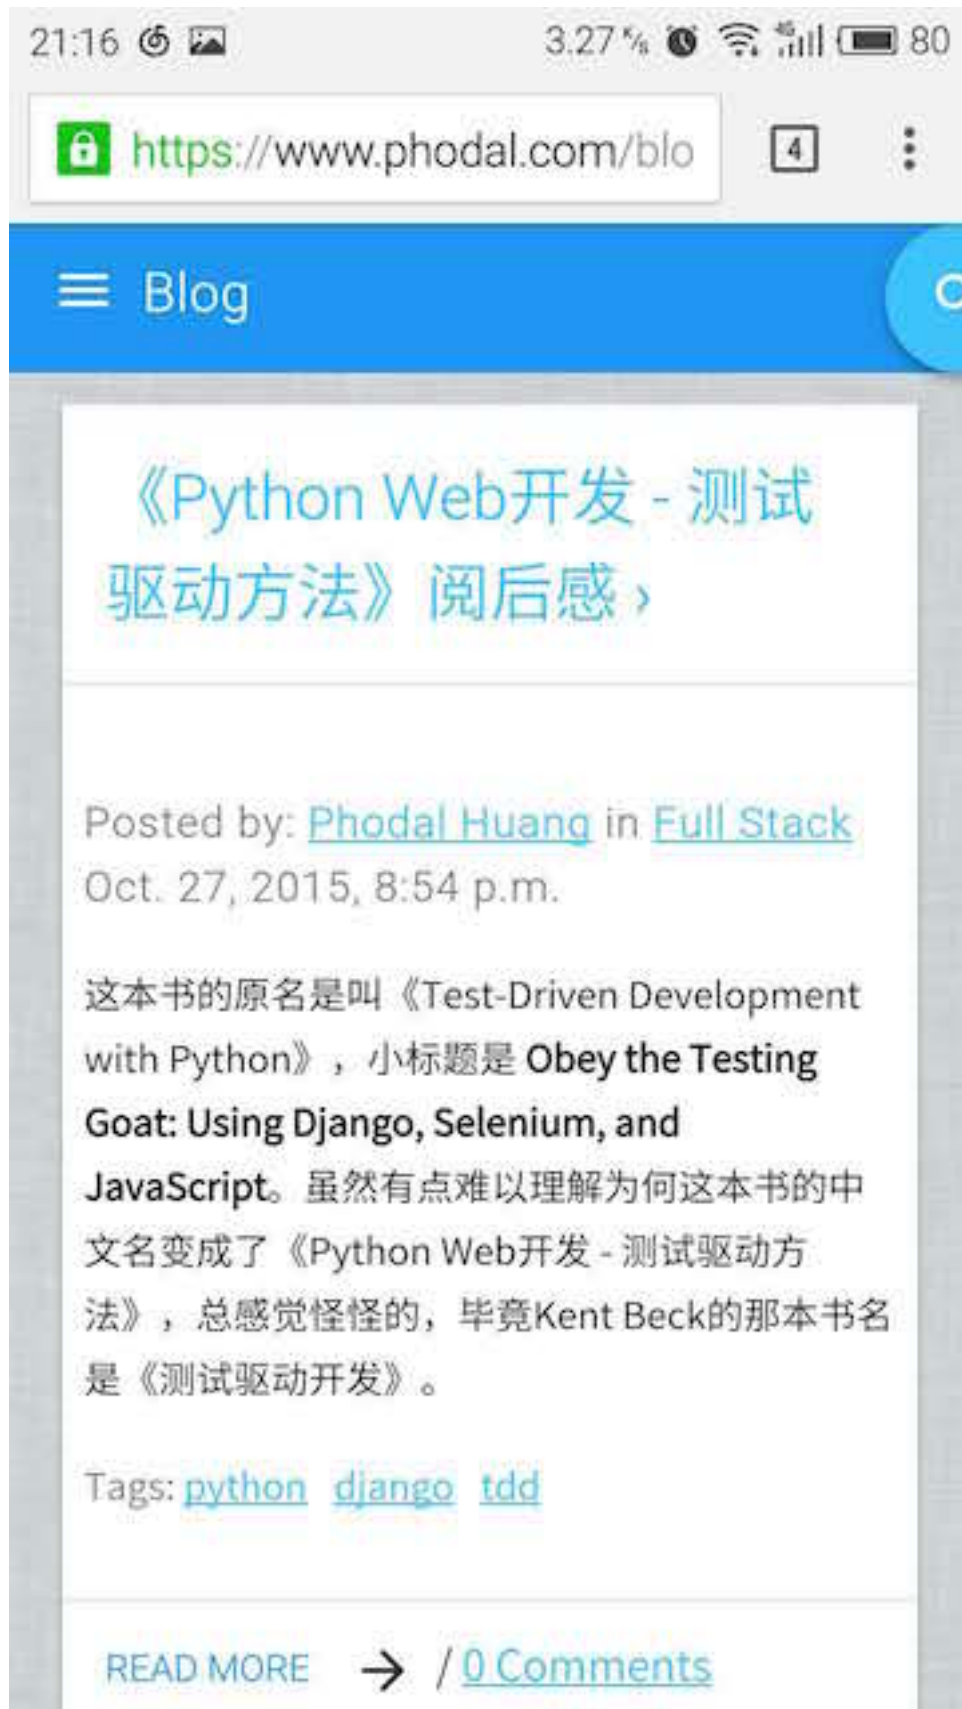 21:16 3.27 K/s 4G 80
https://www.phodal.com/blo 4
Blog
《Python Web开发 - 测试
驱动方法》阅后感 ›
Posted by: Phodal Huang in Full Stack
Oct. 27, 2015, 8:54 p.m.
这本书的原名是叫《Test-Driven Development
with Python》，小标题是 Obey the Testing
Goat: Using Django, Selenium, and
JavaScript。虽然有点难以理解为何这本书的中
文名变成了《Python Web开发 - 测试驱动方
法》，总感觉怪怪的，毕竟Kent Beck的那本书名
是《测试驱动开发》。
Tags: python django tdd
READ MORE → / 0 Comments